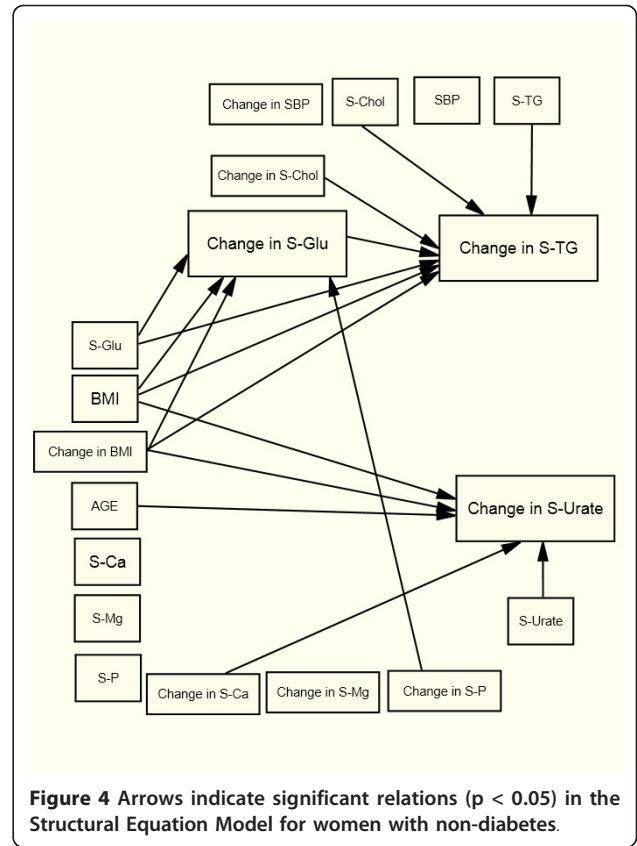 Change in SBP
S-Chol
SBP
S-TG
Change in S-Chol
Change in S-Glu
Change in S-TG
S-Glu
BMI
Change in BMI
AGE
Change in S-Urate
S-Ca
S-Mg
S-Urate
S-P
Change in S-Ca
Change in S-Mg
Change in S-P
Figure 4 Arrows indicate significant relations (p < 0.05) in the
Structural Equation Model for women with non-diabetes.